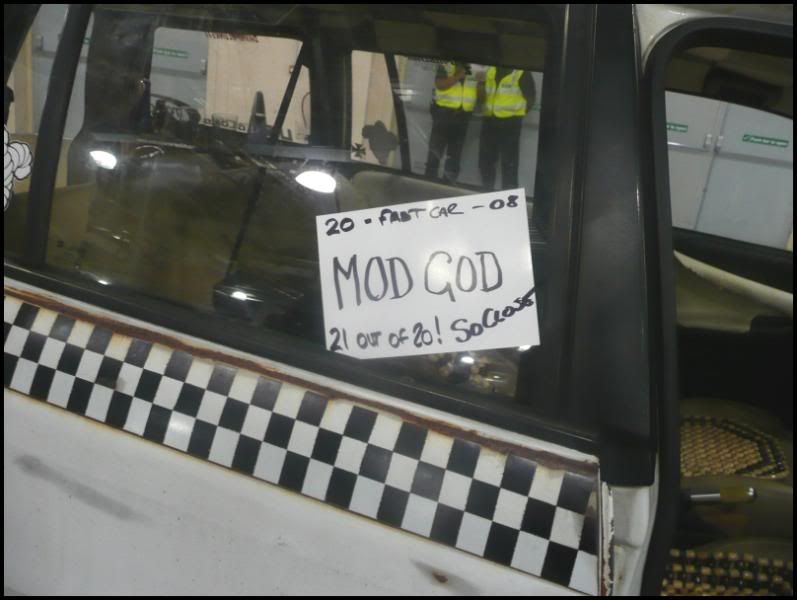 20 - FAST CAR - 08
MOD GOD
21 OUT OF 20! SO CLOSE